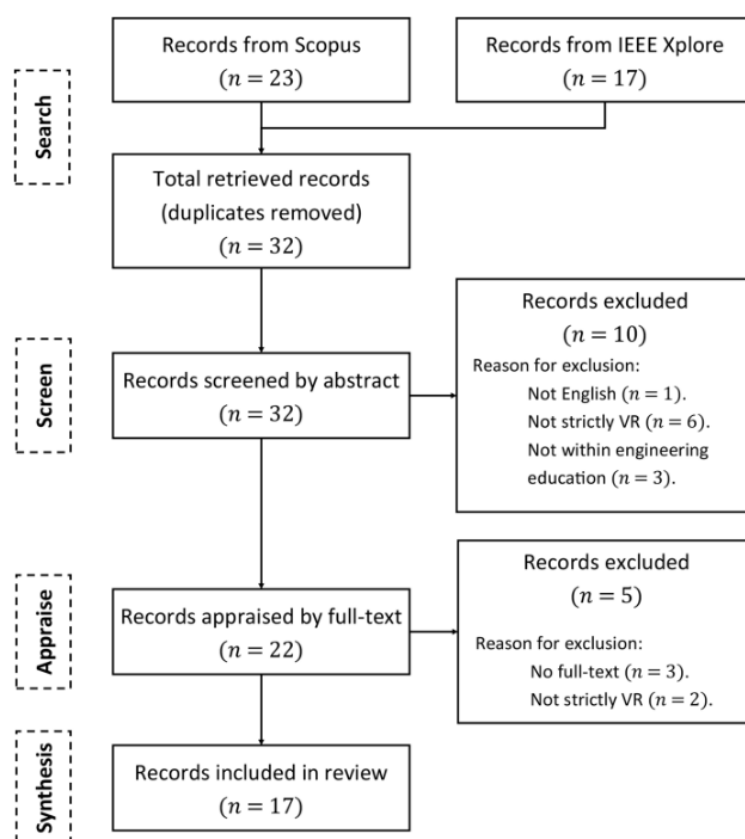 Records from Scopus
(n = 23)
Records from IEEE Xplore
(n = 17)
Search
Total retrieved records
(duplicates removed)
(n = 32)
Screen
Records screened by abstract
(n = 32)
Records excluded
(n = 10)
Reason for exclusion:
Not English (n = 1).
Not strictly VR (n = 6).
Not within engineering
education (n = 3).
Appraise
Records appraised by full-text
(n = 22)
Records excluded
(n = 5)
Reason for exclusion:
No full-text (n = 3).
Not strictly VR (n = 2).
Synthesis
Records included in review
(n = 17)